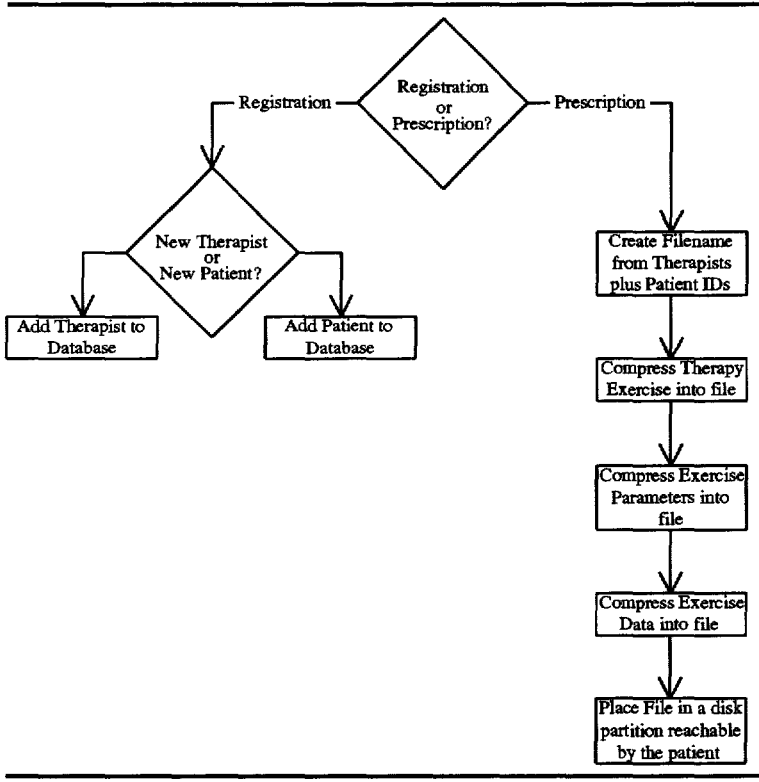 Registration
or
Prescription?
Registration
Prescription
New Therapist
or
New Patient?
Add Therapist to
Database
Add Patient to
Database
Create Filename
from Therapists
plus Patient IDs
Compress Therapy
Exercise into file
Compress Exercise
Parameters into
file
Compress Exercise
Data into file
Place File in a disk
partition reachable
by the patient